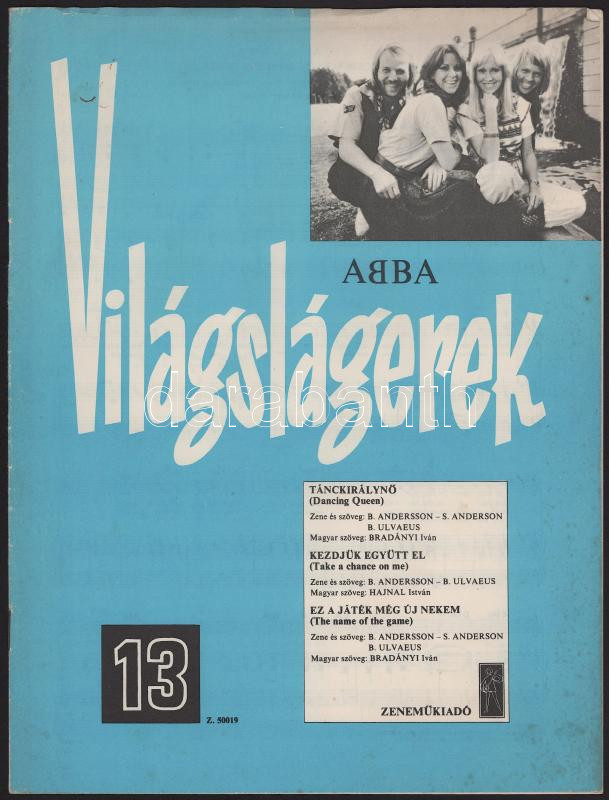 AᗺBA
Világslágerek
darabanth
TÁNCKIRÁLYNŐ
(Dancing Queen)
Zene és szöveg: B. ANDERSSON – S. ANDERSON
B. ULVAEUS
Magyar szöveg: BRADÁNYI Iván
KEZDJÜK EGYÜTT EL
(Take a chance on me)
Zene és szöveg: B. ANDERSSON – B. ULVAEUS
Magyar szöveg: HAJNAL István
EZ A JÁTÉK MÉG ÚJ NEKEM
(The name of the game)
Zene és szöveg: B. ANDERSSON – S. ANDERSON
B. ULVAEUS
Magyar szöveg: BRADÁNYI Iván
ZENEMŰKIADÓ
13
Z. 50019